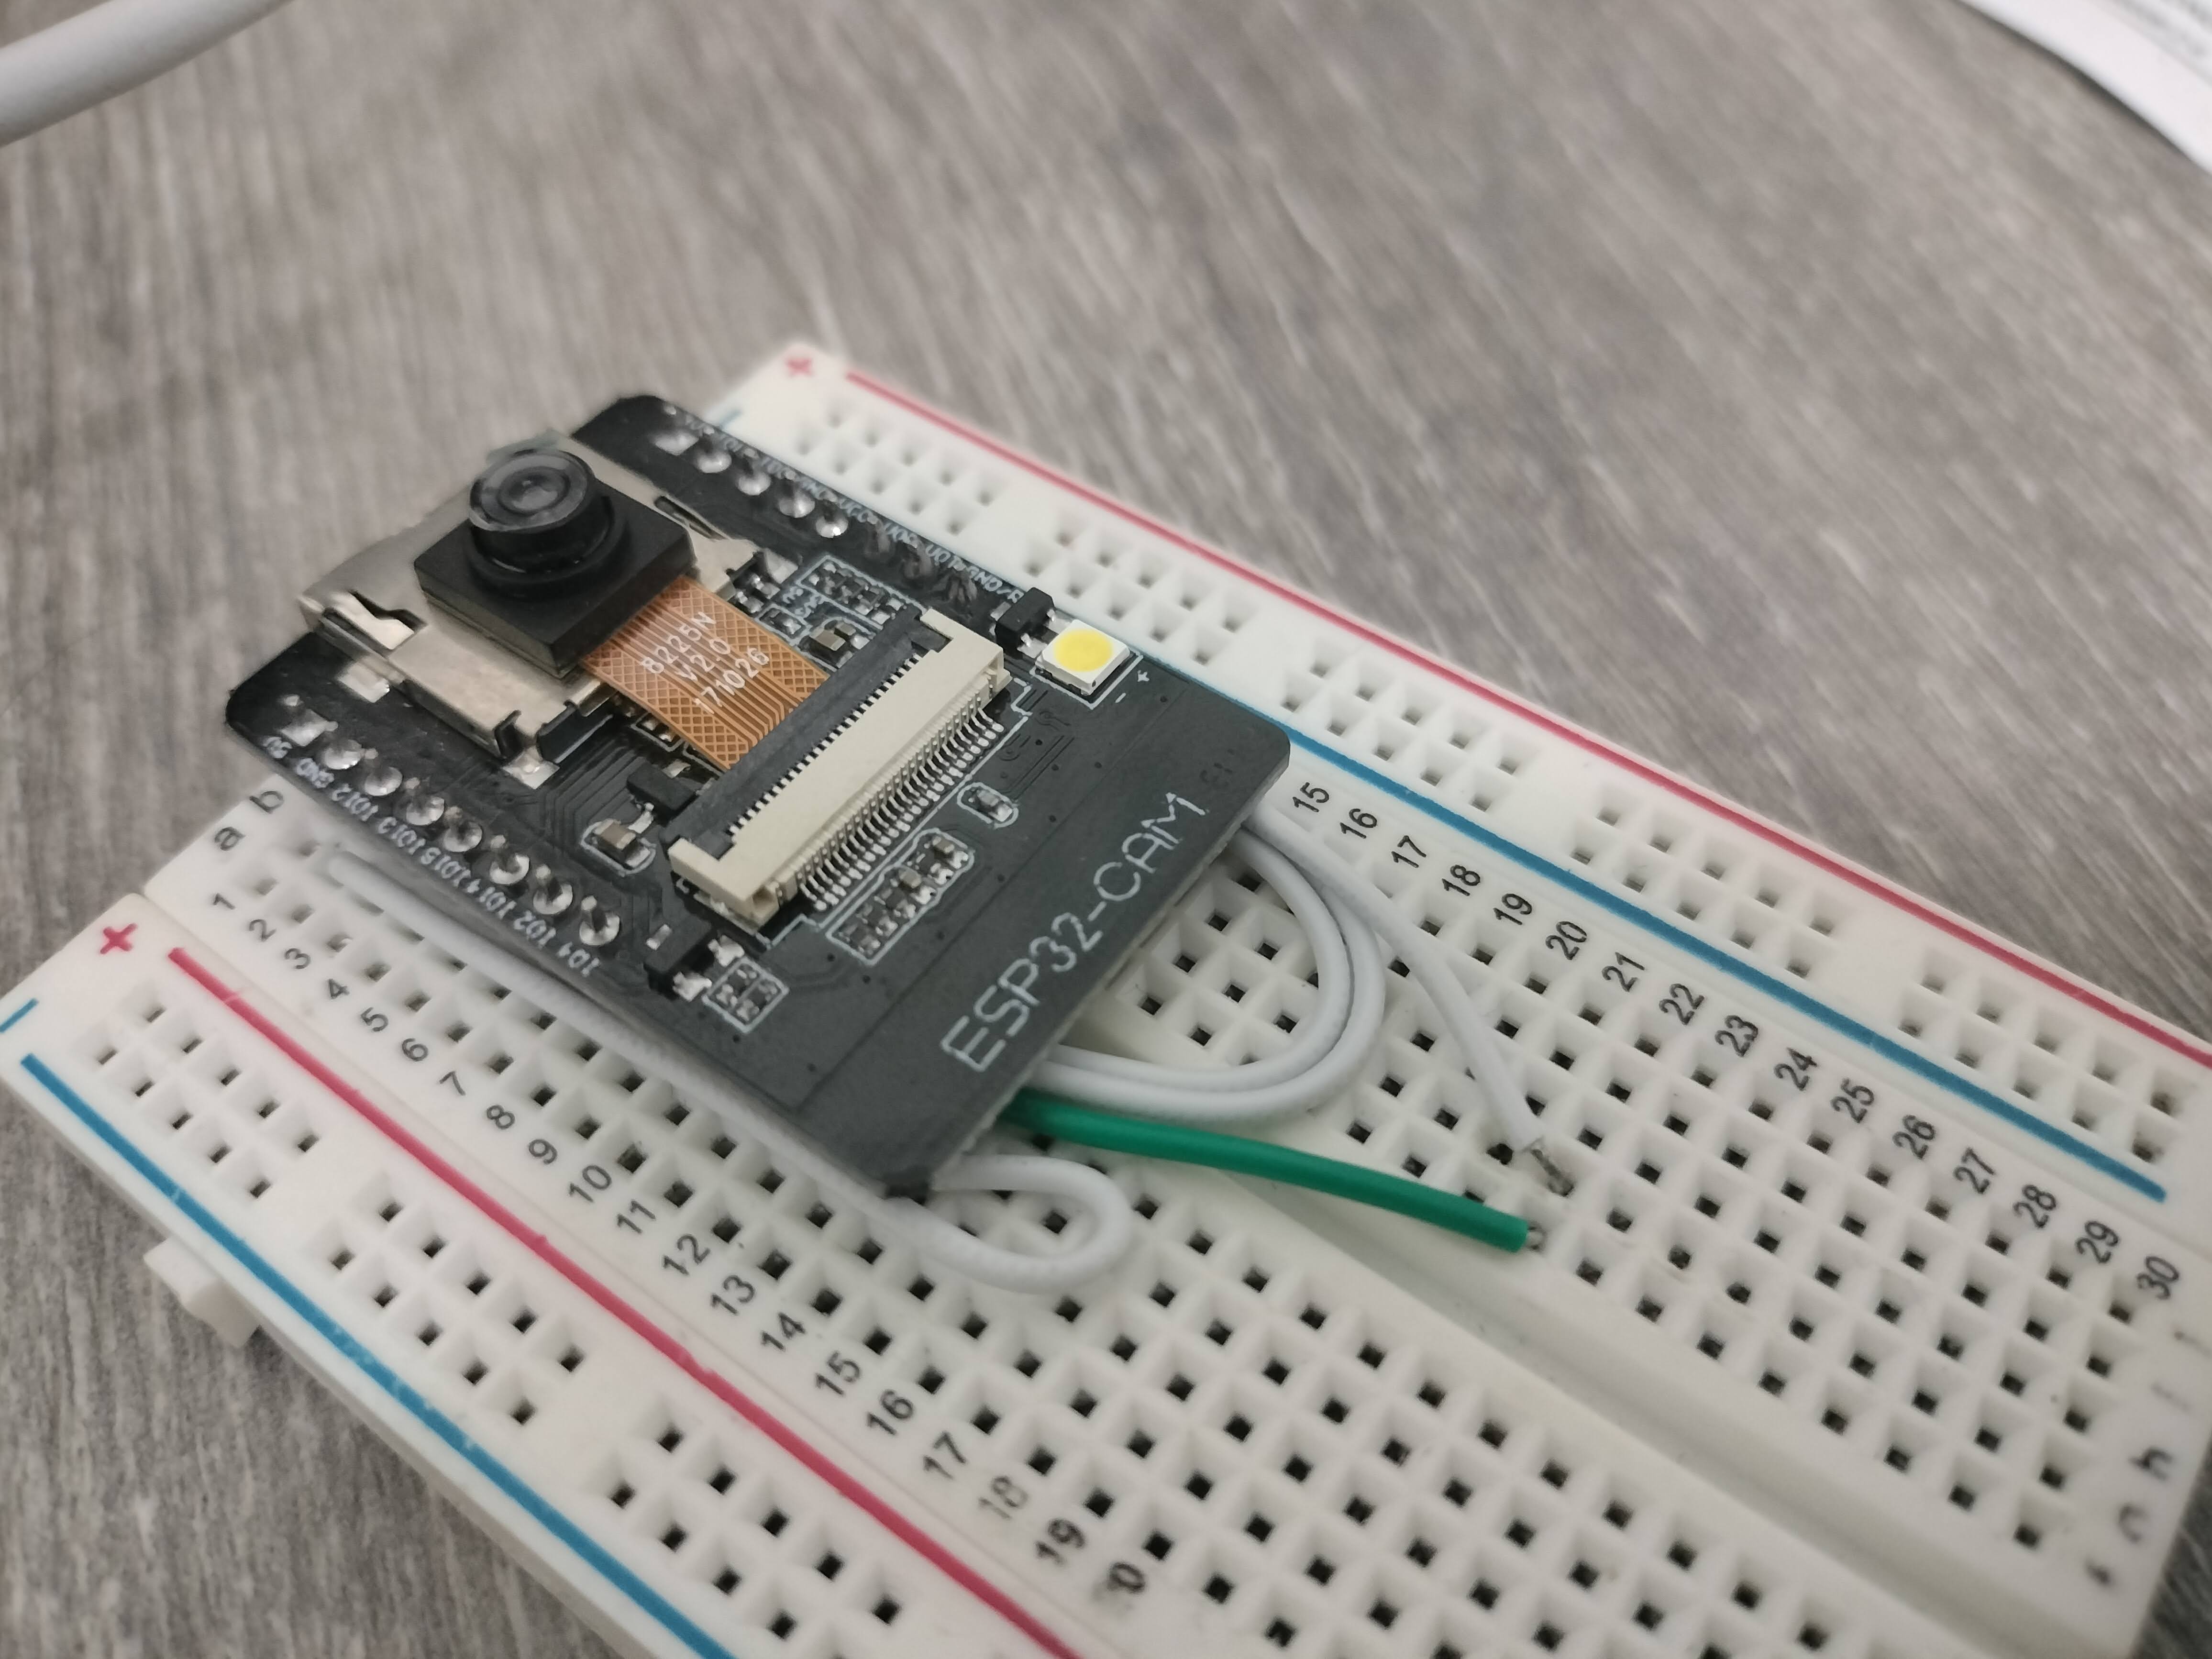 +
8225N
V2.0
171026
- +
5V GND IO12 IO13 IO15 IO14 IO2 IO4
ESP32-CAM
15 16 17 18 19 20 21 22 23 24 25 26 27 28 29 30
a b
1 2 3 4 5 6 7 8 9 10 11 12 13 14 15 16 17 18 19
+
-
h